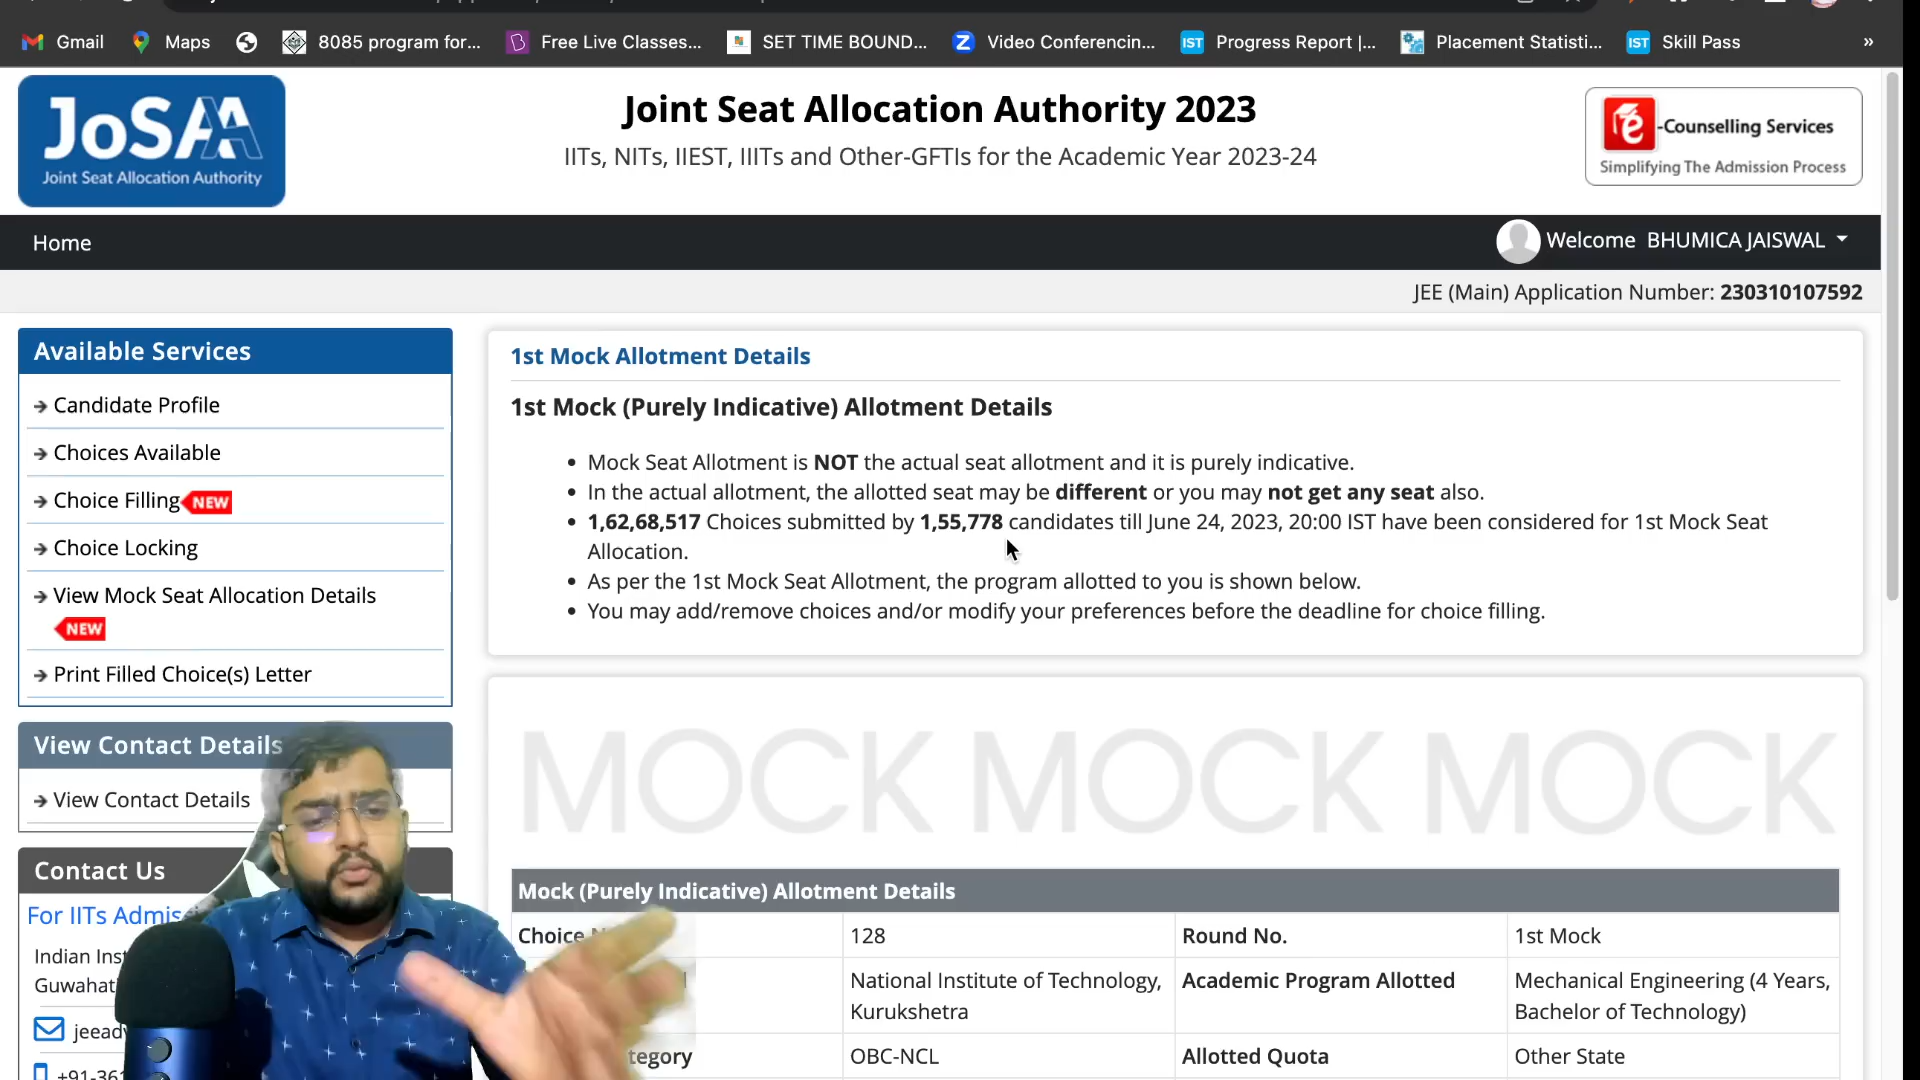 Gmail
Maps
8085 program for...
Free Live Classes...
SET TIME BOUND...
Video Conferencin...
IST
Progress Report |...
Placement Statisti...
IST
Skill Pass
»
JoSAA
Joint Seat Allocation Authority
Joint Seat Allocation Authority 2023
IITs, NITs, IIEST, IIITs and Other-GFTIs for the Academic Year 2023-24
e-Counselling Services
Simplifying The Admission Process
Home
Welcome BHUMICA JAISWAL
JEE (Main) Application Number: 230310107592
Available Services
Candidate Profile
Choices Available
Choice Filling NEW
Choice Locking
View Mock Seat Allocation Details
NEW
Print Filled Choice(s) Letter
View Contact Details
View Contact Details
Contact Us
For IITs Admis
Indian Inst
Guwahat
jeeadv
+91-361
1st Mock Allotment Details
1st Mock (Purely Indicative) Allotment Details
• Mock Seat Allotment is NOT the actual seat allotment and it is purely indicative.
• In the actual allotment, the allotted seat may be different or you may not get any seat also.
• 1,62,68,517 Choices submitted by 1,55,778 candidates till June 24, 2023, 20:00 IST have been considered for 1st Mock Seat
Allocation.
• As per the 1st Mock Seat Allotment, the program allotted to you is shown below.
• You may add/remove choices and/or modify your preferences before the deadline for choice filling.
MOCK MOCK MOCK
Mock (Purely Indicative) Allotment Details
Choice 128 Round No. 1st Mock
National Institute of Technology, Academic Program Allotted Mechanical Engineering (4 Years,
Kurukshetra Bachelor of Technology)
tegory OBC-NCL Allotted Quota Other State